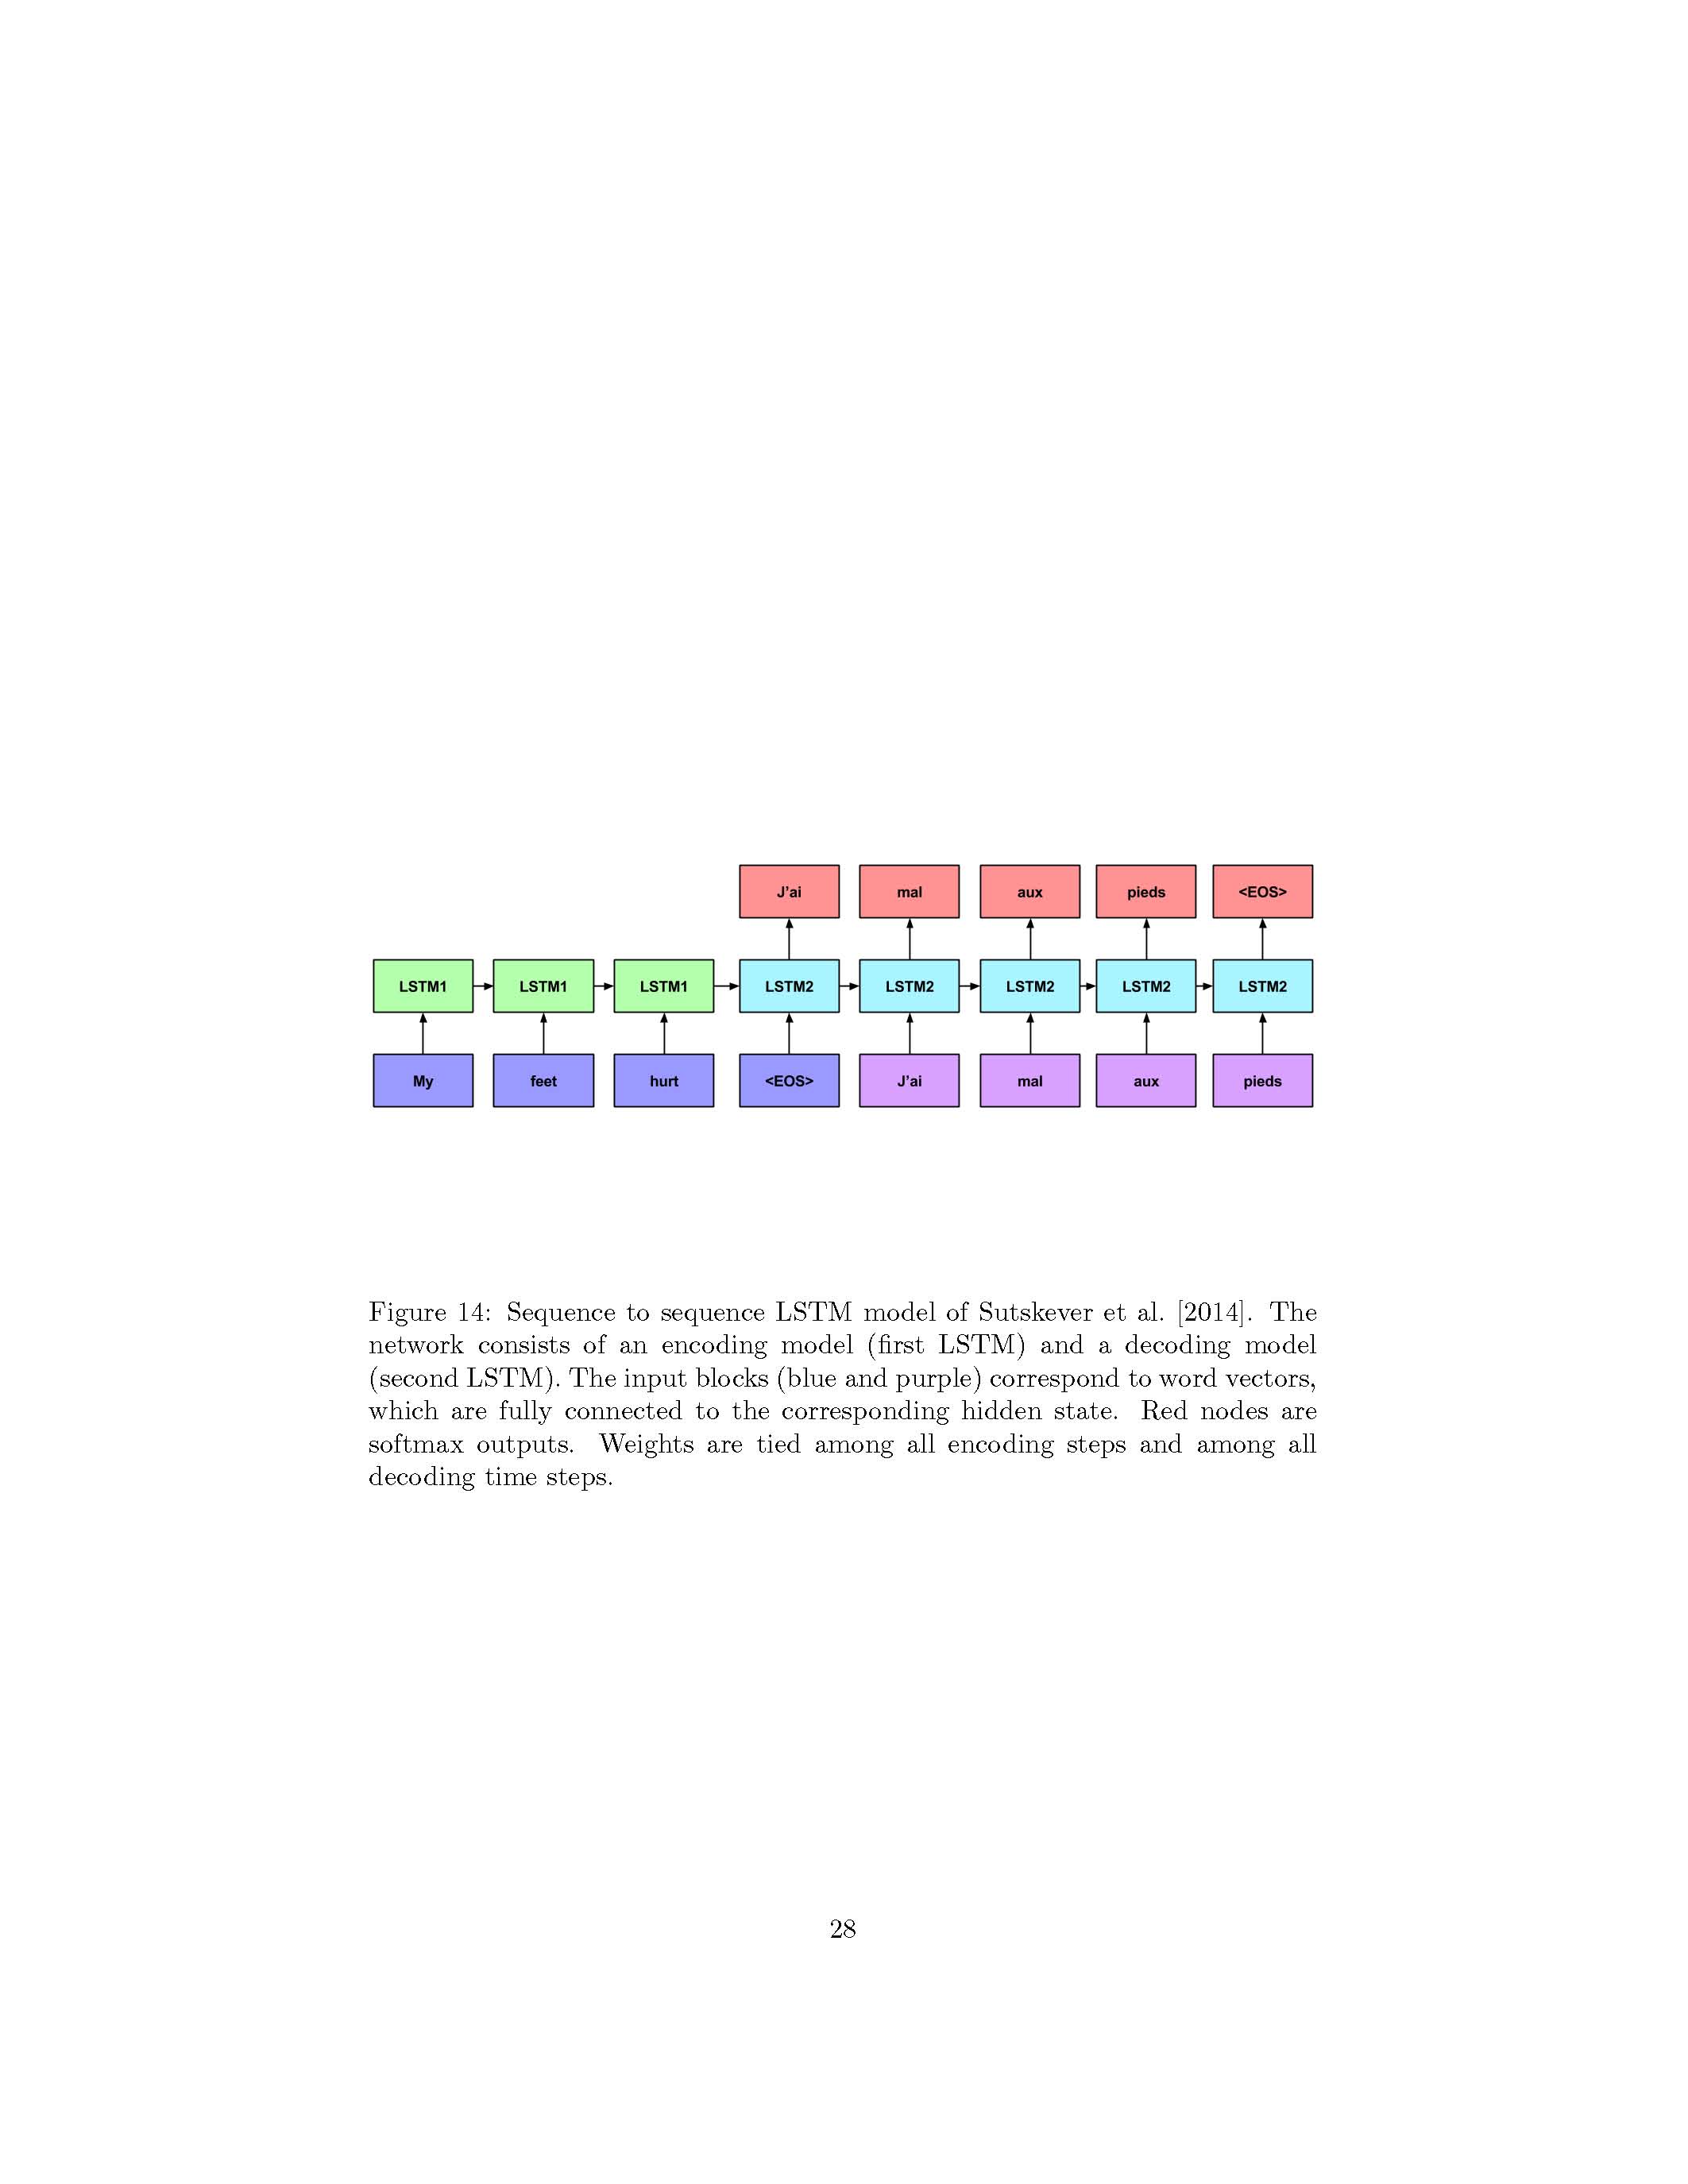 J'ai mal aux pieds <EOS>
LSTM1 LSTM1 LSTM1 LSTM2 LSTM2 LSTM2 LSTM2 LSTM2
My feet hurt <EOS> J'ai mal aux pieds
Figure 14: Sequence to sequence LSTM model of Sutskever et al. [2014]. The
network consists of an encoding model (first LSTM) and a decoding model
(second LSTM). The input blocks (blue and purple) correspond to word vectors,
which are fully connected to the corresponding hidden state. Red nodes are
softmax outputs. Weights are tied among all encoding steps and among all
decoding time steps.
28